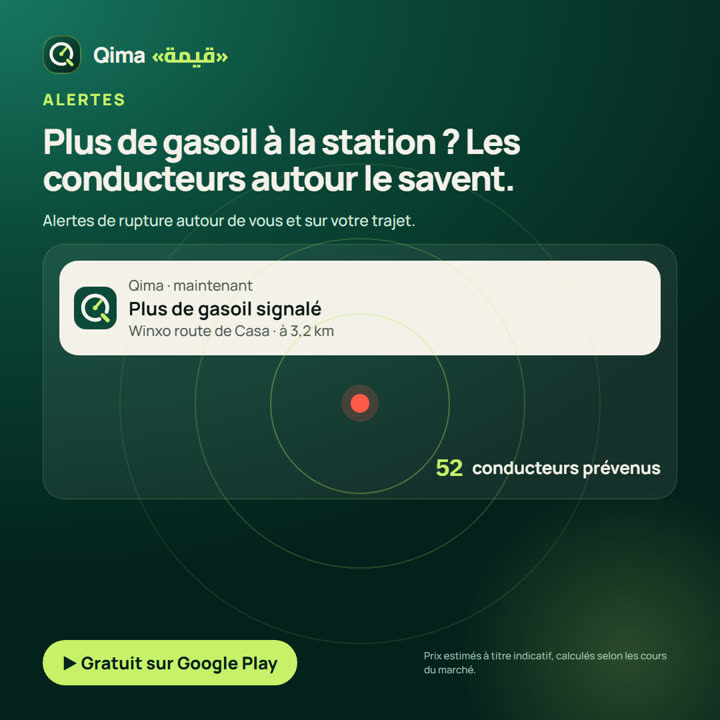 Qima «قيمة»
ALERTES
Plus de gasoil à la station ? Les
conducteurs autour le savent.
Alertes de rupture autour de vous et sur votre trajet.
Qima · maintenant
Plus de gasoil signalé
Winxo route de Casa · à 3,2 km
52 conducteurs prévenus
▶ Gratuit sur Google Play
Prix estimés à titre indicatif, calculés selon les cours
du marché.